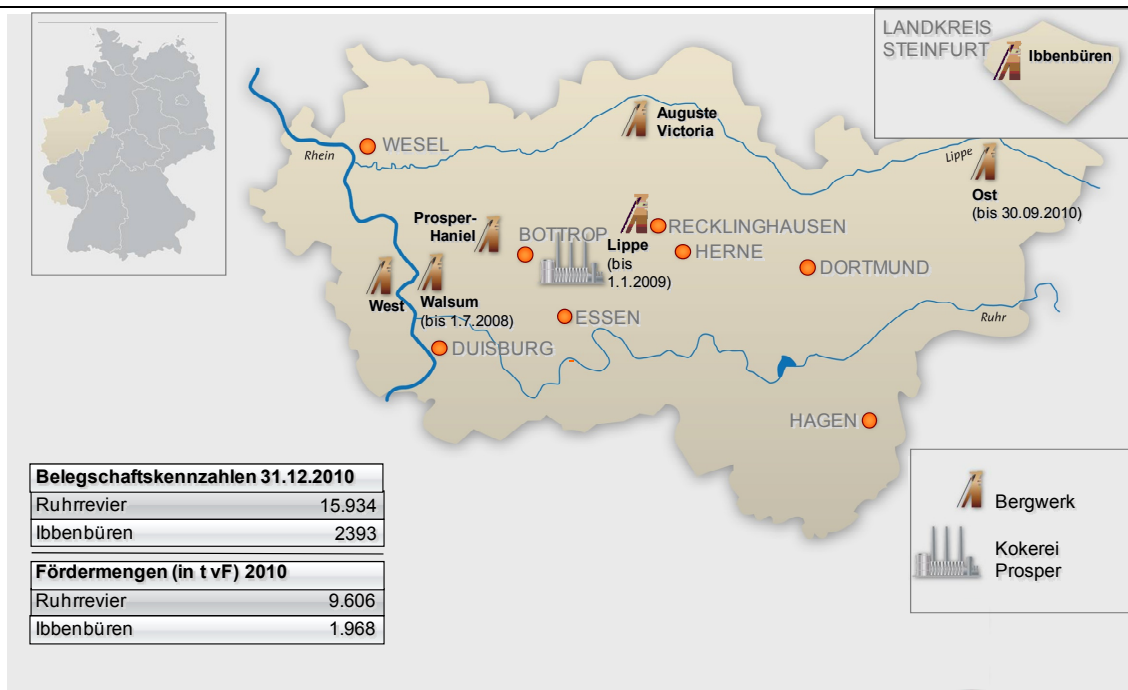 LANDKREIS
STEINFURT
Ibbenbüren
Auguste
Victoria
WESEL
Rhein
Lippe
Ost
(bis 30.09.2010)
Prosper-
Haniel
BOTTROP
Lippe
(bis
1.1.2009)
RECKLINGHAUSEN
HERNE
DORTMUND
West
Walsum
(bis 1.7.2008)
ESSEN
Ruhr
DUISBURG
HAGEN
Belegschaftskennzahlen 31.12.2010
Ruhrrevier 15.934
Ibbenbüren 2393
Fördermengen (in t vF) 2010
Ruhrrevier 9.606
Ibbenbüren 1.968
Bergwerk
Kokerei
Prosper